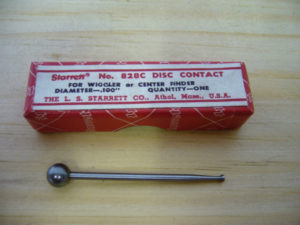 Starrett® No. 828C DISC CONTACT
FOR WIGGLER or CENTER FINDER
DIAMETER—.100" QUANTITY—ONE
THE L. S. STARRETT CO., Athol, Mass., U.S.A.